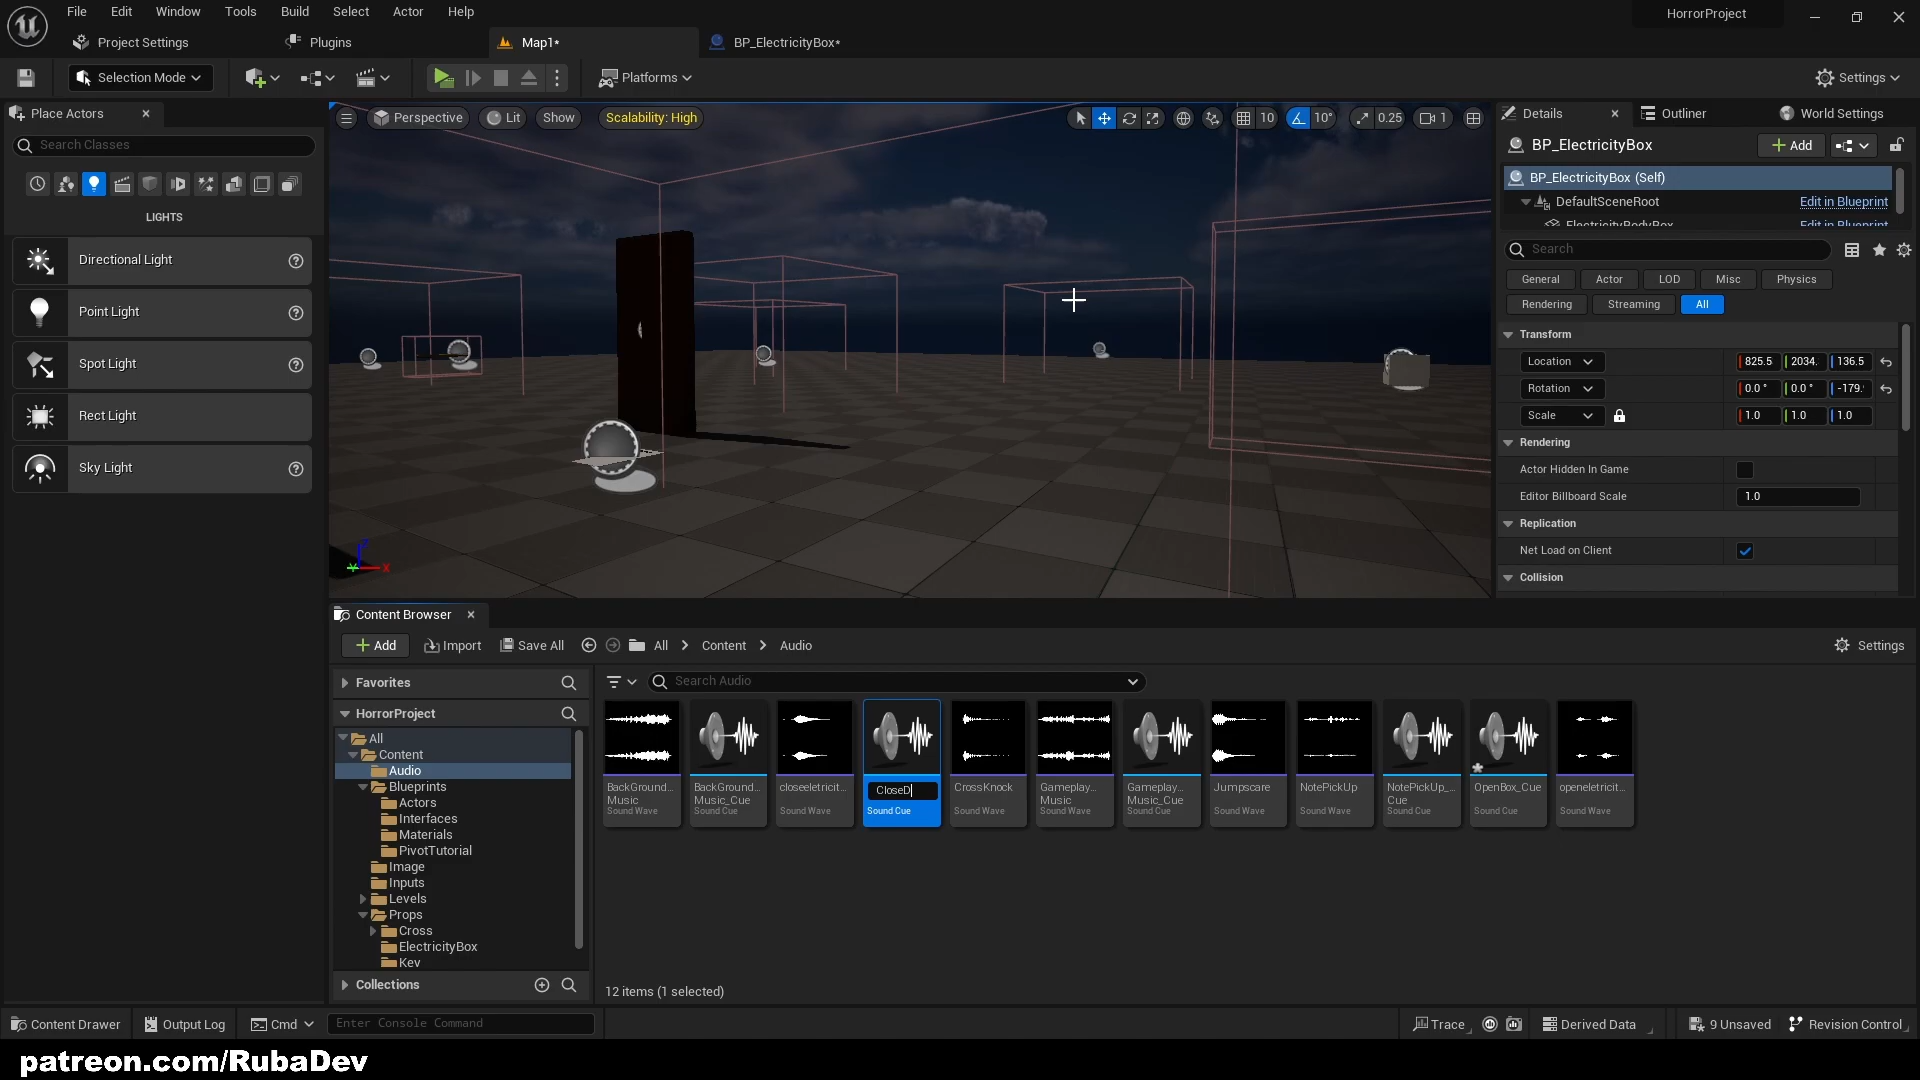 File Edit Window Tools Build Select Actor Help
HorrorProject
Project Settings
Plugins
Map1*
BP_ElectricityBox*
Selection Mode
Platforms
Settings
Place Actors
Search Classes
LIGHTS
Directional Light
Point Light
Spot Light
Rect Light
Sky Light
Perspective
Lit
Show
Scalability: High
10
10°
0.25
1
Details
Outliner
World Settings
BP_ElectricityBox
Add
BP_ElectricityBox (Self)
DefaultSceneRoot
Edit in Blueprint
ElectricityBodyBox
Edit in Blueprint
Search
General
Actor
LOD
Misc
Physics
Rendering
Streaming
All
Transform
Location
825.5
2034.
136.5
Rotation
0.0 °
0.0 °
-179.
Scale
1.0
1.0
1.0
Rendering
Actor Hidden In Game
Editor Billboard Scale
1.0
Replication
Net Load on Client
Collision
Content Browser
Add
Import
Save All
All
Content
Audio
Settings
Favorites
HorrorProject
All
Content
Audio
Blueprints
Actors
Interfaces
Materials
PivotTutorial
Image
Inputs
Levels
Props
Cross
ElectricityBox
Key
Collections
Search Audio
BackGround...
Music
Sound Wave
BackGround...
Music_Cue
Sound Cue
closeeletricit...
Sound Wave
CloseD
Sound Cue
CrossKnock
Sound Wave
Gameplay...
Music
Sound Wave
Gameplay...
Music_Cue
Sound Cue
Jumpscare
Sound Wave
NotePickUp
Sound Wave
NotePickUp_...
Cue
Sound Cue
OpenBox_Cue
Sound Cue
openeletricit...
Sound Wave
12 items (1 selected)
Content Drawer
Output Log
Cmd
Enter Console Command
Trace
Derived Data
9 Unsaved
Revision Control
patreon.com/RubaDev
X
Y
Z